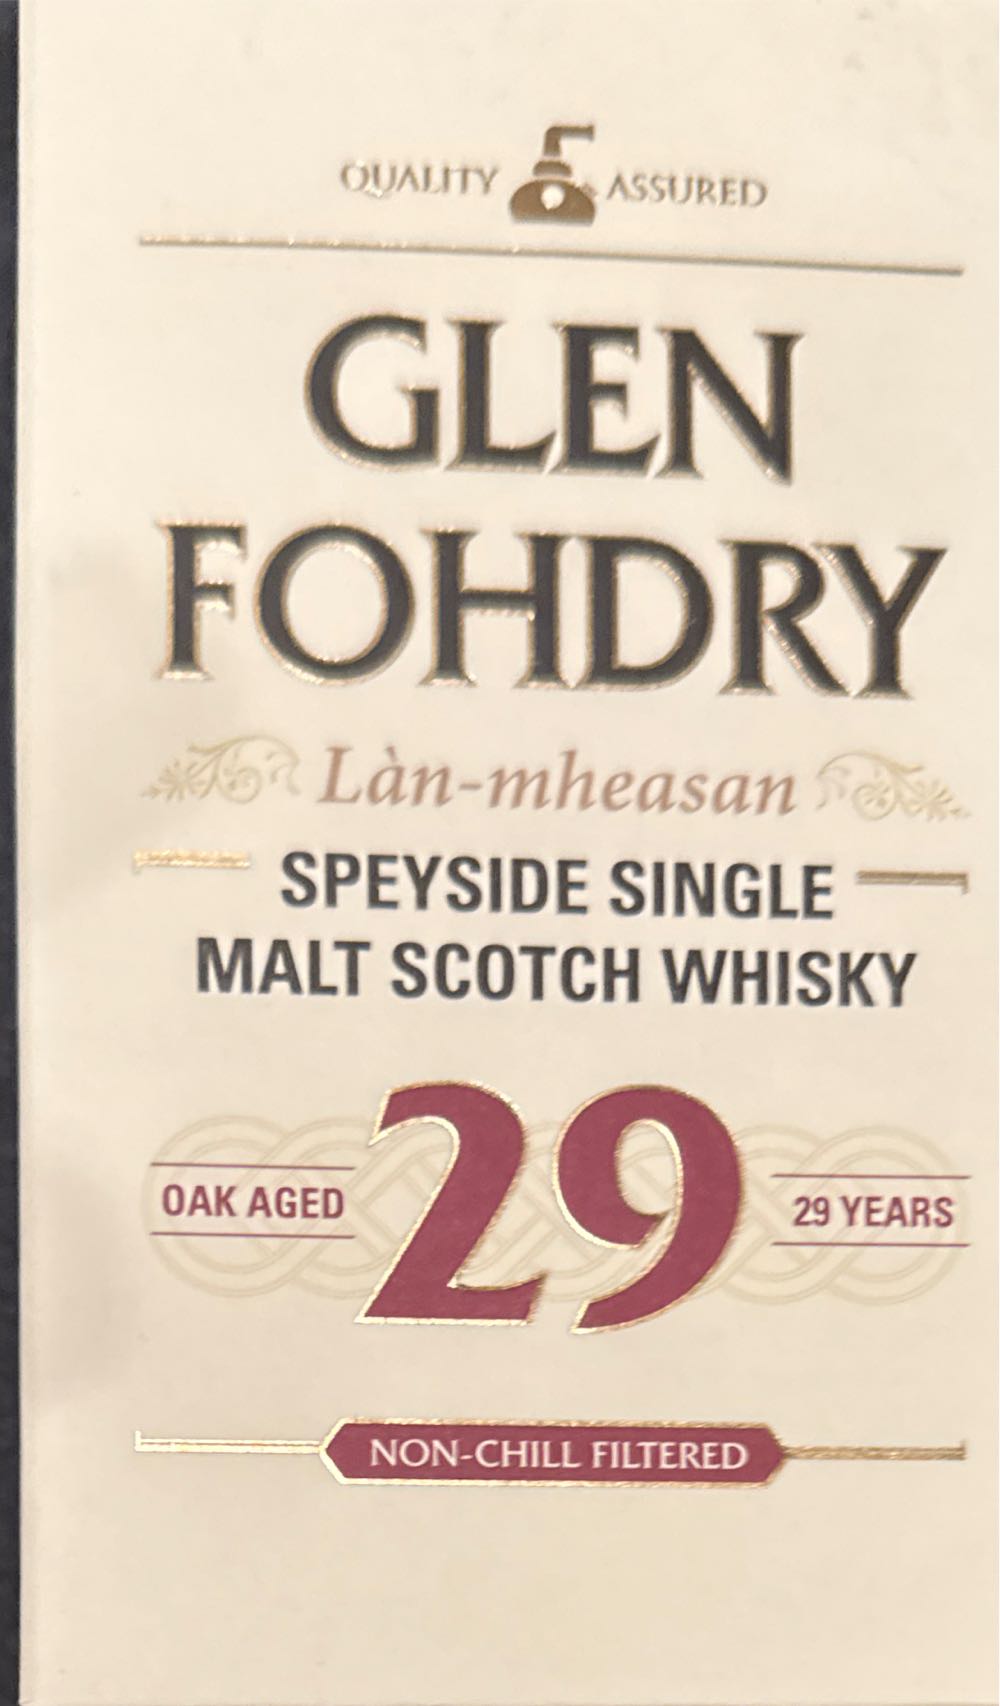 QUALITY ASSURED
GLEN
FOHDRY
Làn-mheasan
SPEYSIDE SINGLE
MALT SCOTCH WHISKY
OAK AGED 29 29 YEARS
NON-CHILL FILTERED